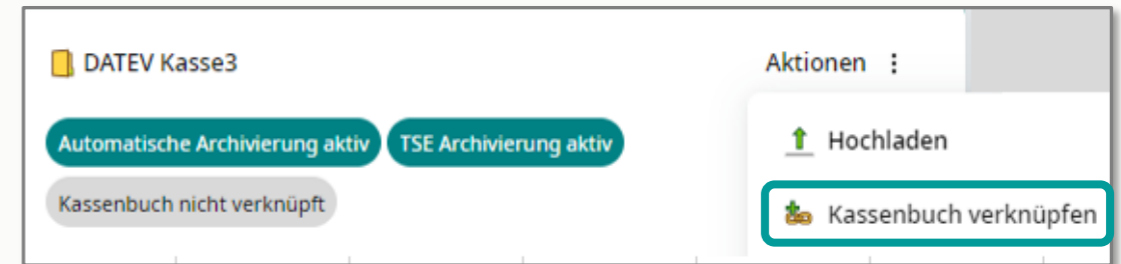 DATEV Kasse3
Aktionen
Automatische Archivierung aktiv
TSE Archivierung aktiv
Kassenbuch nicht verknüpft
Hochladen
Kassenbuch verknüpfen